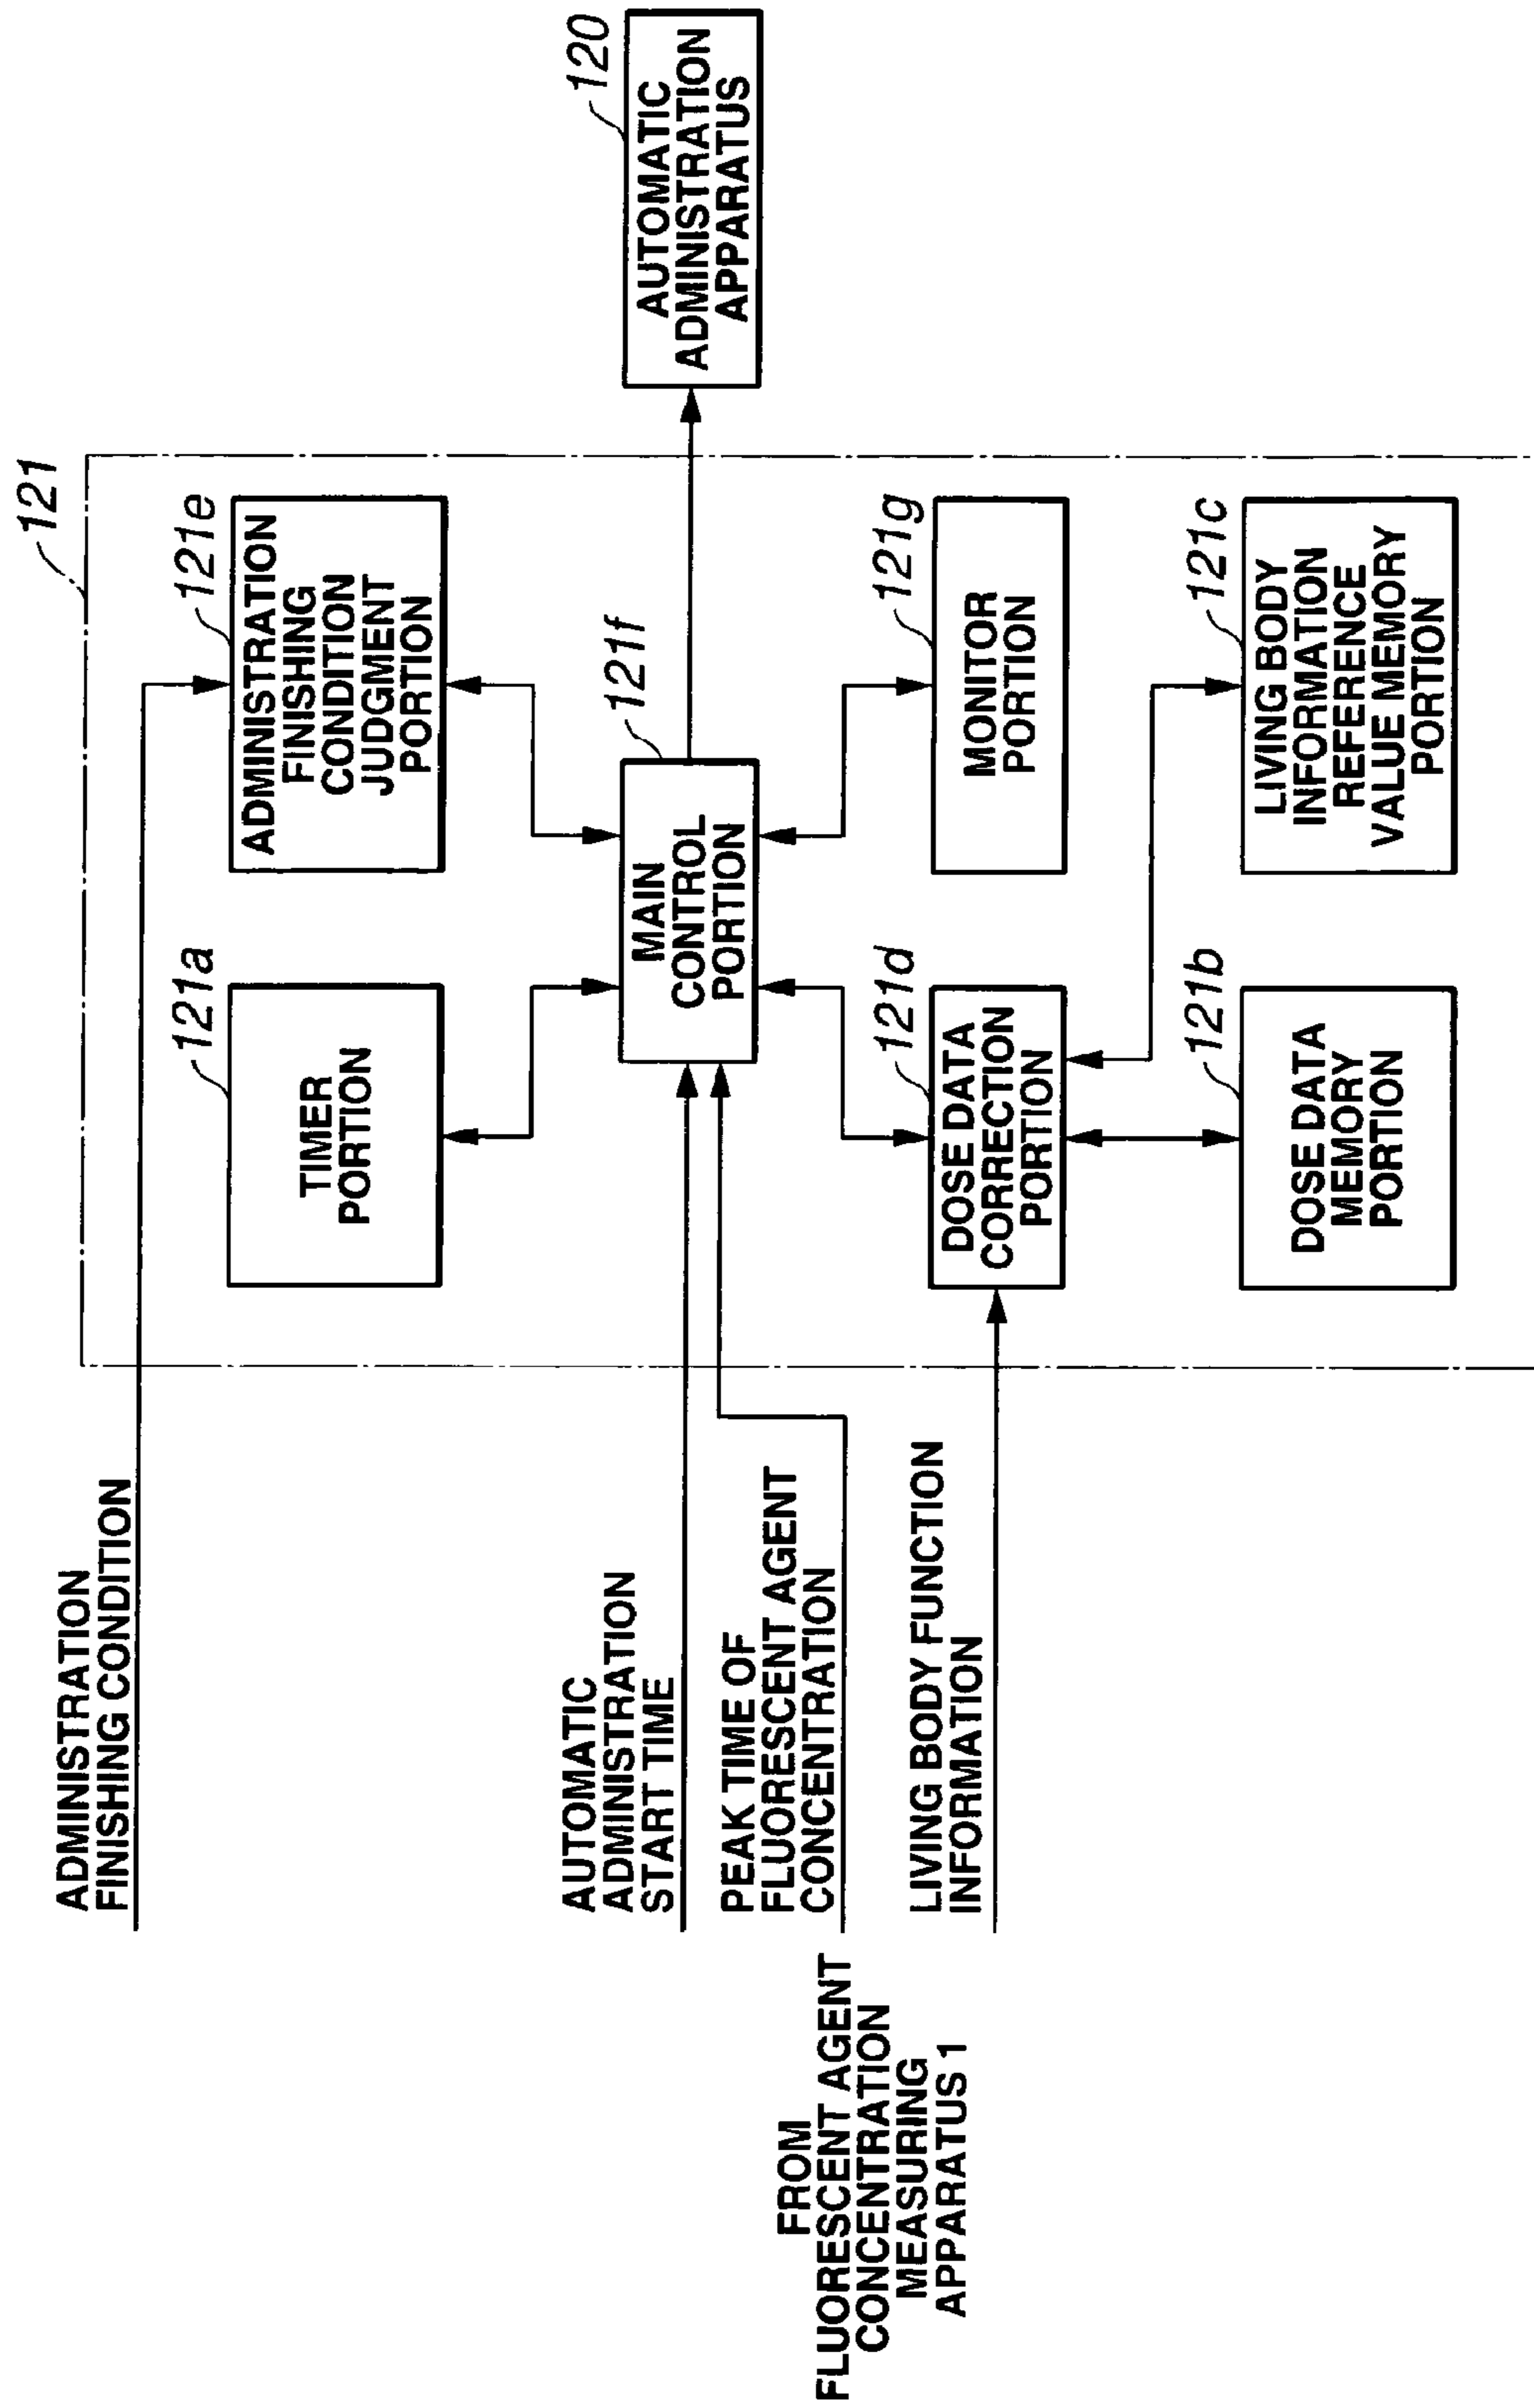 121
ADMINISTRATION
FINISHING CONDITION
121a
TIMER
PORTION
121e
ADMINISTRATION
FINISHING
CONDITION
JUDGMENT
PORTION
AUTOMATIC
ADMINISTRATION
START TIME
121f
MAIN
CONTROL
PORTION
120
AUTOMATIC
ADMINISTRATION
APPARATUS
FROM
FLUORESCENT AGENT
CONCENTRATION
MEASURING
APPARATUS 1
PEAK TIME OF
FLUORESCENT AGENT
CONCENTRATION
LIVING BODY FUNCTION
INFORMATION
121d
DOSE DATA
CORRECTION
PORTION
121g
MONITOR
PORTION
121b
DOSE DATA
MEMORY
PORTION
121c
LIVING BODY
INFORMATION
REFERENCE
VALUE MEMORY
PORTION